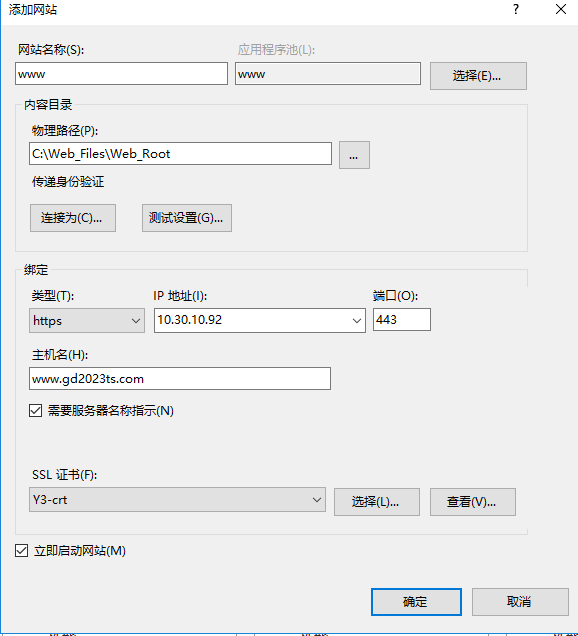 添加网站
? ×
网站名称(S): 应用程序池(L):
www www 选择(E)...
内容目录
物理路径(P):
C:\Web_Files\Web_Root ...
传递身份验证
连接为(C)... 测试设置(G)...
绑定
类型(T): IP 地址(I): 端口(O):
https 10.30.10.92 443
主机名(H):
www.gd2023ts.com
需要服务器名称指示(N)
SSL 证书(F):
Y3-crt 选择(L)... 查看(V)...
立即启动网站(M)
确定 取消